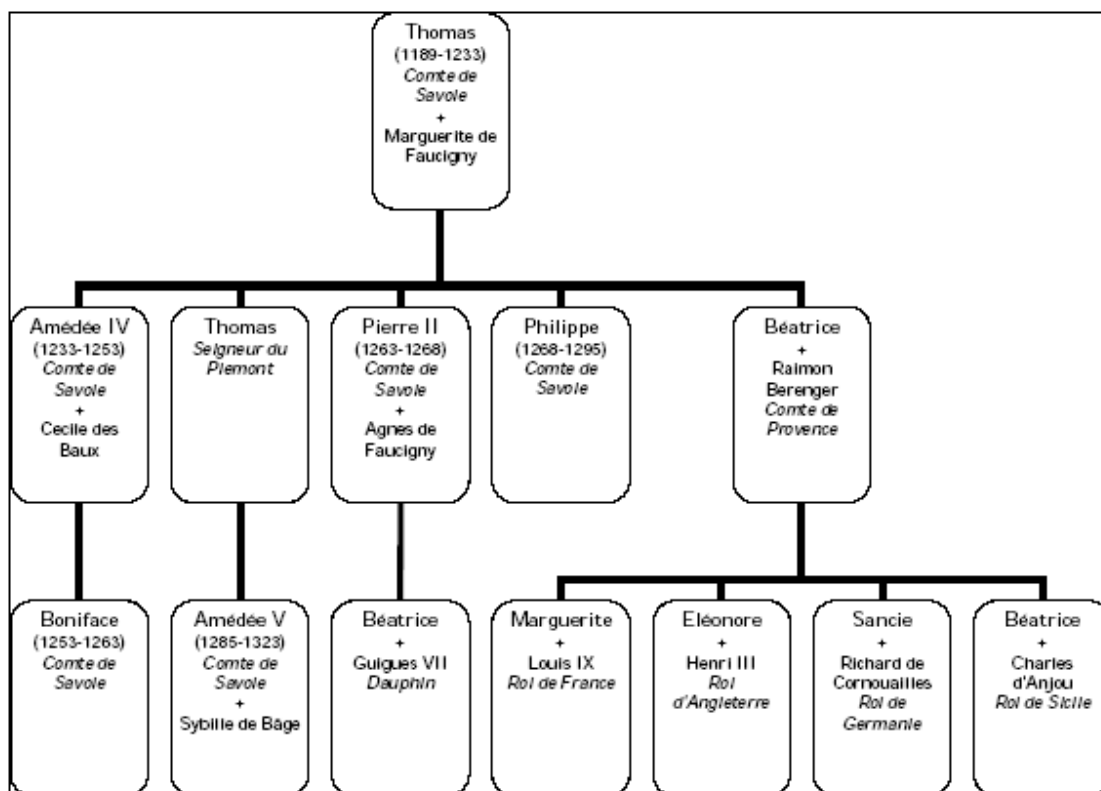 Thomas
(1189-1233)
Comte de
Savoie
+
Marguerite de
Faucigny
Amédée IV
(1233-1253)
Comte de
Savoie
+
Cecile des
Baux
Thomas
Seigneur du
Piemont
Pierre II
(1263-1268)
Comte de
Savoie
+
Agnes de
Faucigny
Philippe
(1268-1295)
Comte de
Savoie
Béatrice
+
Raimon
Berenger
Comte de
Provence
Boniface
(1253-1263)
Comte de
Savoie
Amédée V
(1285-1323)
Comte de
Savoie
+
Sybille de Bâge
Béatrice
+
Guigues VII
Dauphin
Marguerite
+
Louis IX
Roi de France
Eléonore
+
Henri III
Roi
d'Angleterre
Sancie
+
Richard de
Cornouailles
Roi de
Germanie
Béatrice
+
Charles
d'Anjou
Roi de Sicile